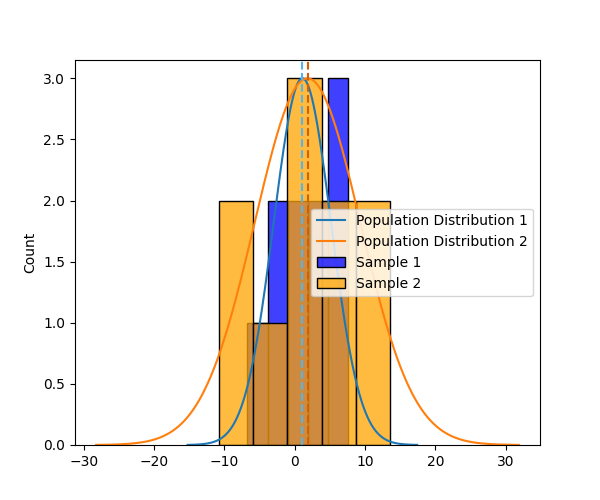 3.0
2.5
2.0
1.5
1.0
0.5
0.0
Count
Population Distribution 1
Population Distribution 2
Sample 1
Sample 2
−30 −20 −10 0 10 20 30